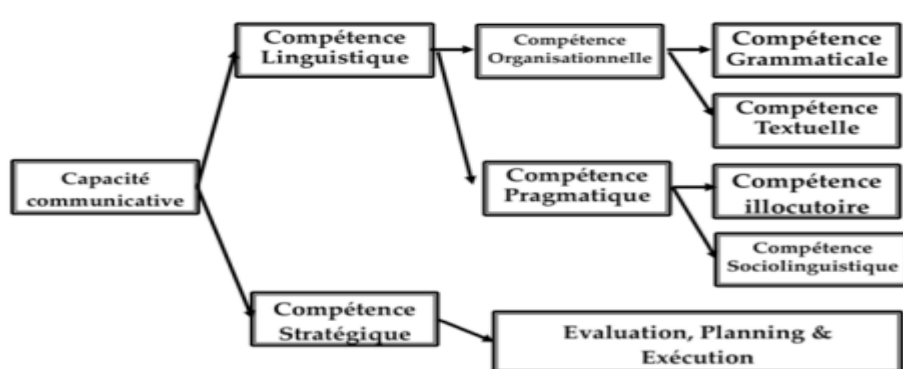 Compétence
Linguistique
Compétence
Organisationnelle
Compétence
Grammaticale
Compétence
Textuelle
Capacité
communicative
Compétence
Pragmatique
Compétence
illocutoire
Compétence
Sociolinguistique
Compétence
Stratégique
Evaluation, Planning &
Exécution